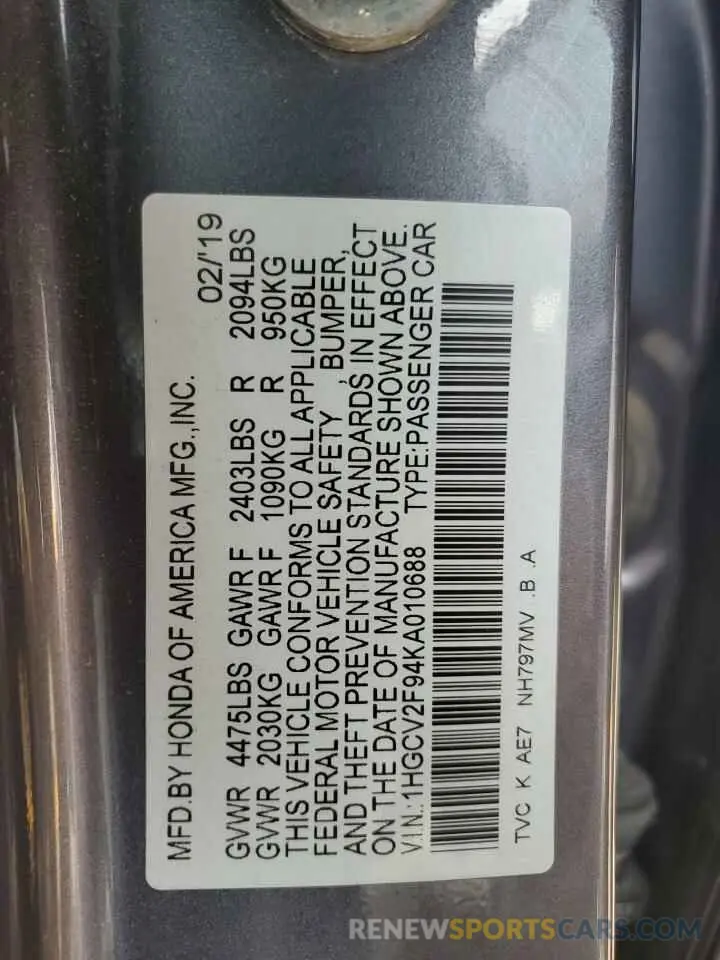 MFD.BY HONDA OF AMERICA MFG.,INC. 02/'19
GVWR 4475LBS GAWR F 2403LBS R 2094LBS
GVWR 2030KG GAWR F 1090KG R 950KG
THIS VEHICLE CONFORMS TO ALL APPLICABLE
FEDERAL MOTOR VEHICLE SAFETY , BUMPER,
AND THEFT PREVENTION STANDARDS IN EFFECT
ON THE DATE OF MANUFACTURE SHOWN ABOVE.
V.I.N.:1HGCV2F94KA010688 TYPE:PASSENGER CAR
TVC K AE7 NH797MV .B .A
RENEWSPORTSCARS.COM